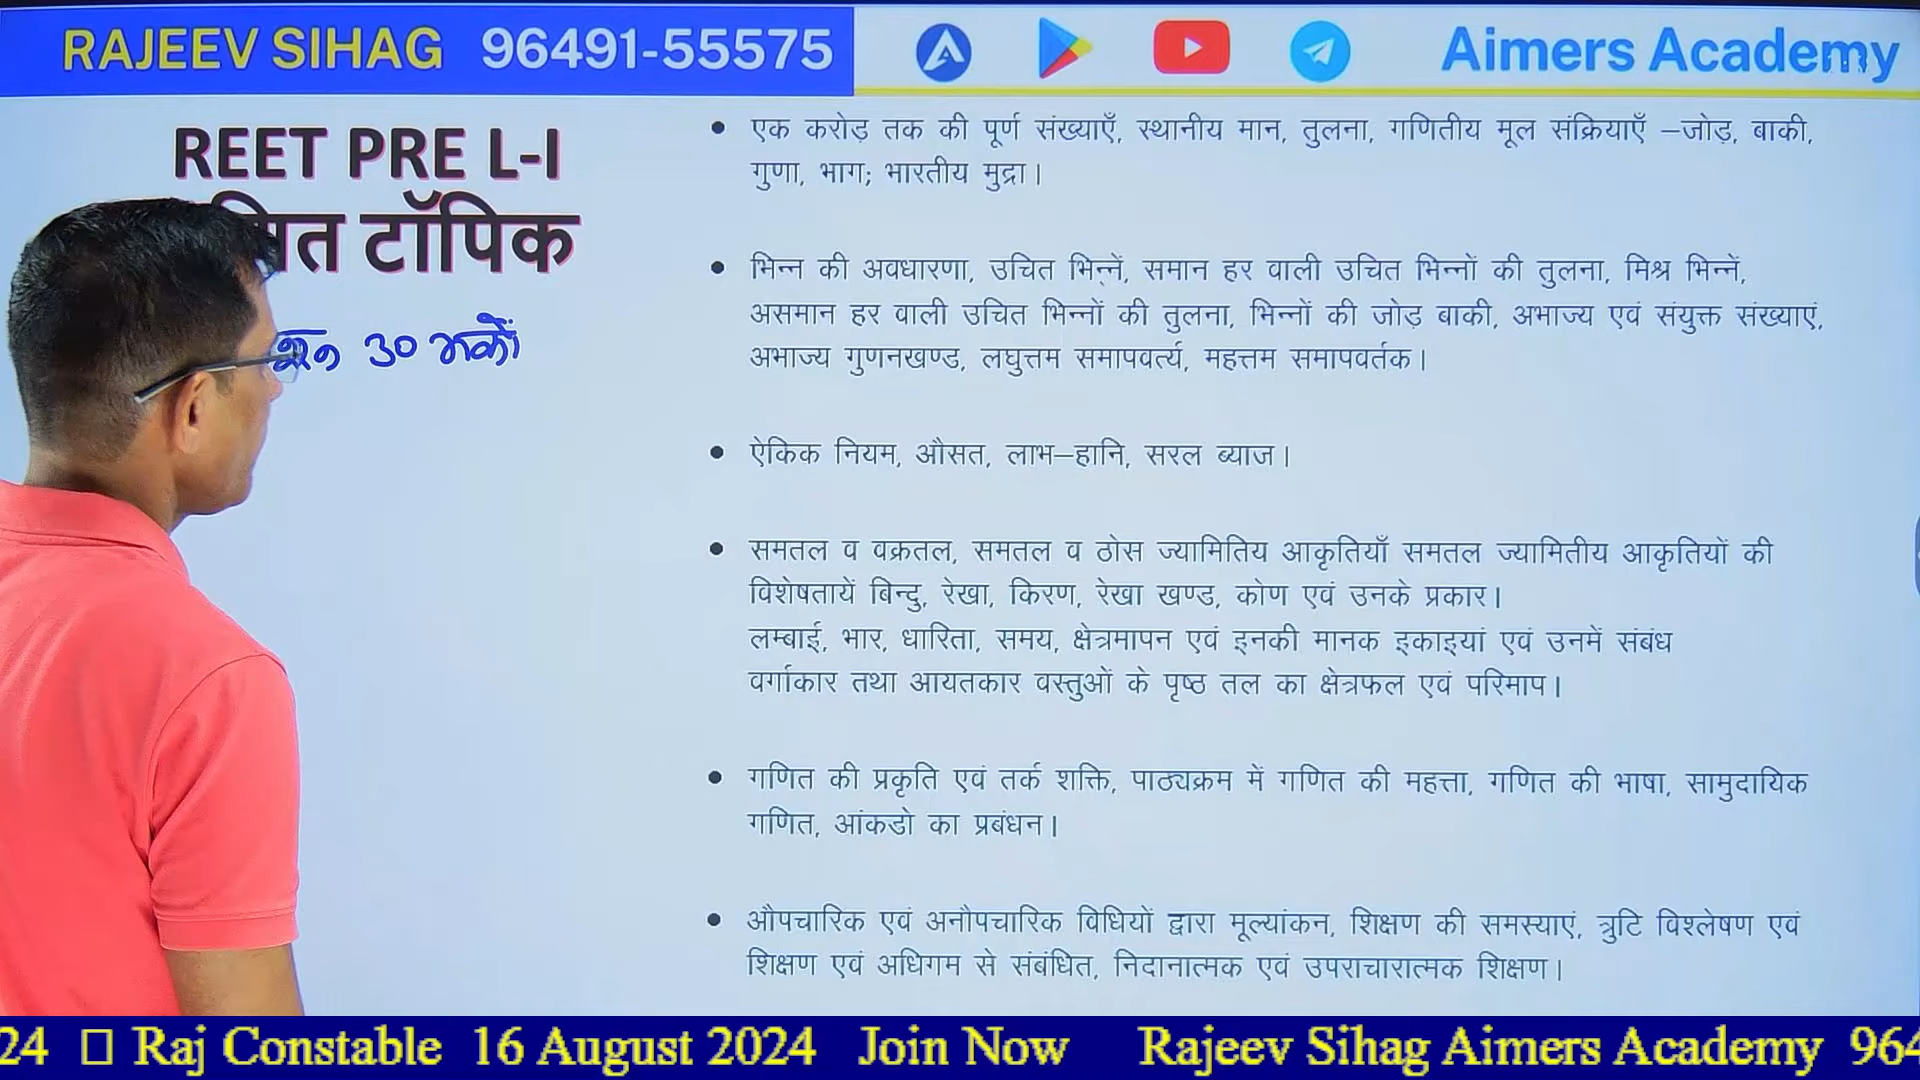 RAJEEV SIHAG 96491-55575
Aimers Academy
REET PRE L-I
टॉपिक
30 अंकों
• एक करोड़ तक की पूर्ण संख्याएँ, स्थानीय मान, तुलना, गणितीय मूल संक्रियाएँ –जोड़, बाकी,
गुणा, भाग; भारतीय मुद्रा।
• भिन्न की अवधारणा, उचित भिन्नें, समान हर वाली उचित भिन्नों की तुलना, मिश्र भिन्नें,
असमान हर वाली उचित भिन्नों की तुलना, भिन्नों की जोड़ बाकी, अभाज्य एवं संयुक्त संख्याएं,
अभाज्य गुणनखण्ड, लघुत्तम समापवर्त्य, महत्तम समापवर्तक।
• ऐकिक नियम, औसत, लाभ–हानि, सरल ब्याज।
• समतल व वक्रतल, समतल व ठोस ज्यामितिय आकृतियाँ समतल ज्यामितीय आकृतियों की
विशेषतायें बिन्दु, रेखा, किरण, रेखा खण्ड, कोण एवं उनके प्रकार।
लम्बाई, भार, धारिता, समय, क्षेत्रमापन एवं इनकी मानक इकाइयां एवं उनमें संबंध
वर्गाकार तथा आयतकार वस्तुओं के पृष्ठ तल का क्षेत्रफल एवं परिमाप।
• गणित की प्रकृति एवं तर्क शक्ति, पाठ्यक्रम में गणित की महत्ता, गणित की भाषा, सामुदायिक
गणित, आंकडो का प्रबंधन।
• औपचारिक एवं अनौपचारिक विधियों द्वारा मूल्यांकन, शिक्षण की समस्याएं, त्रुटि विश्लेषण एवं
शिक्षण एवं अधिगम से संबंधित, निदानात्मक एवं उपराचारात्मक शिक्षण।
24 □ Raj Constable 16 August 2024 Join Now Rajeev Sihag Aimers Academy 964